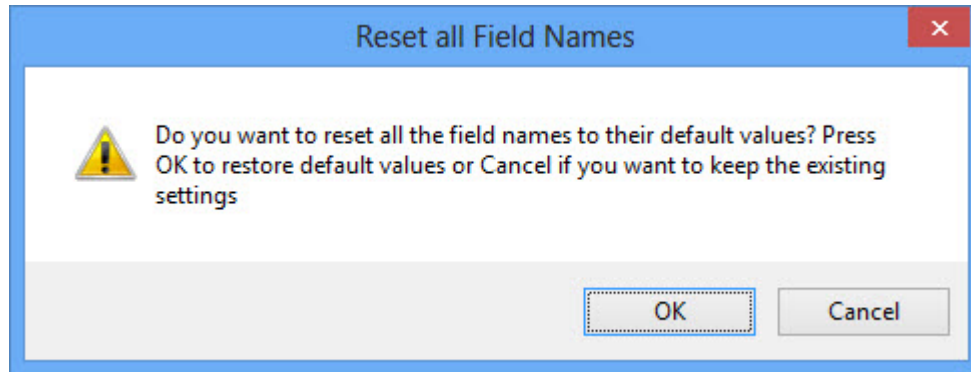 Reset all Field Names
Do you want to reset all the field names to their default values? Press
OK to restore default values or Cancel if you want to keep the existing
settings
OK
Cancel